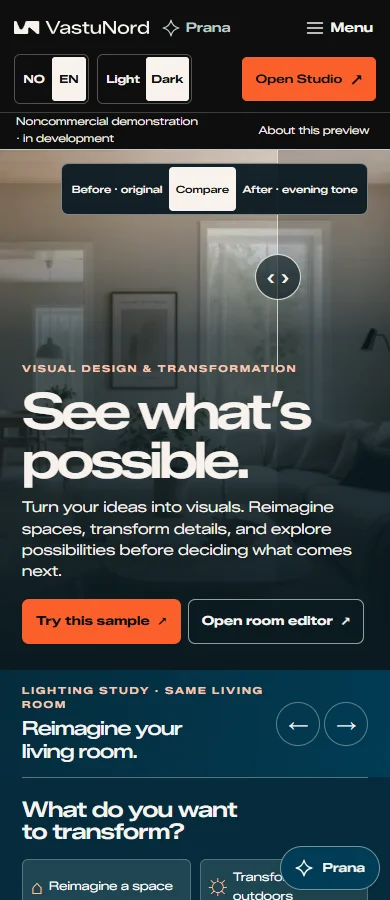 VastuNord Prana Menu
NO EN Light Dark Open Studio ↗
Noncommercial demonstration
· in development
About this preview
Before · original Compare After · evening tone
VISUAL DESIGN & TRANSFORMATION
See what's
possible.
Turn your ideas into visuals. Reimagine
spaces, transform details, and explore
possibilities before deciding what comes
next.
Try this sample ↗ Open room editor ↗
LIGHTING STUDY · SAME LIVING
ROOM
Reimagine your
living room.
← →
What do you want
to transform?
Reimagine a space
Transfo
outdoors
Prana